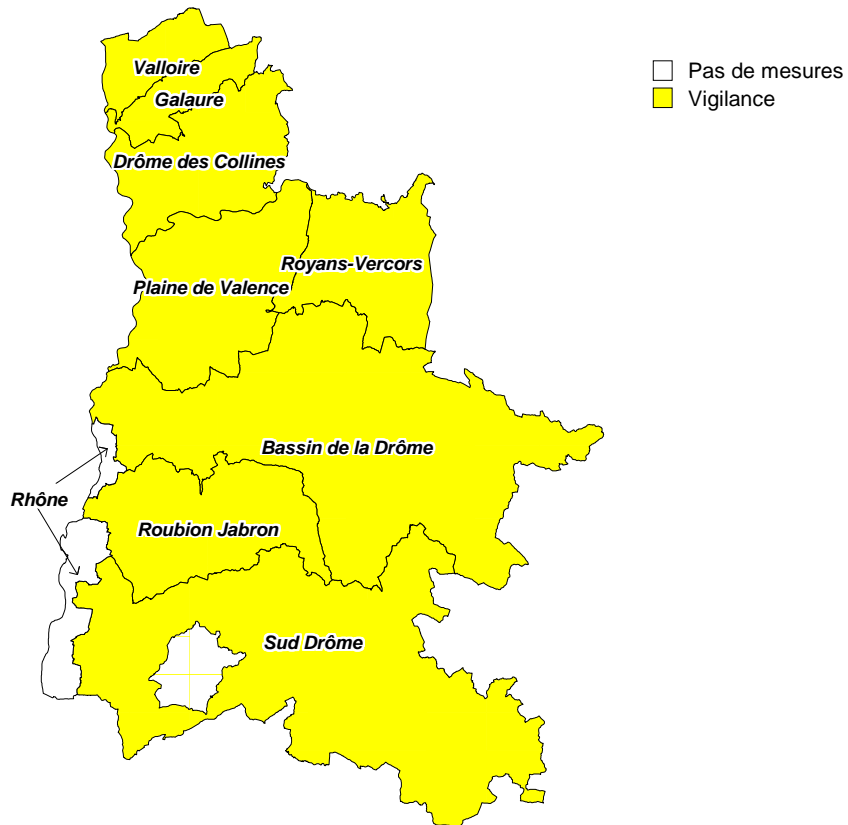 Valloire
Galaure
Drôme des Collines
Royans-Vercors
Plaine de Valence
Bassin de la Drôme
Rhône
Roubion Jabron
Sud Drôme
Pas de mesures
Vigilance